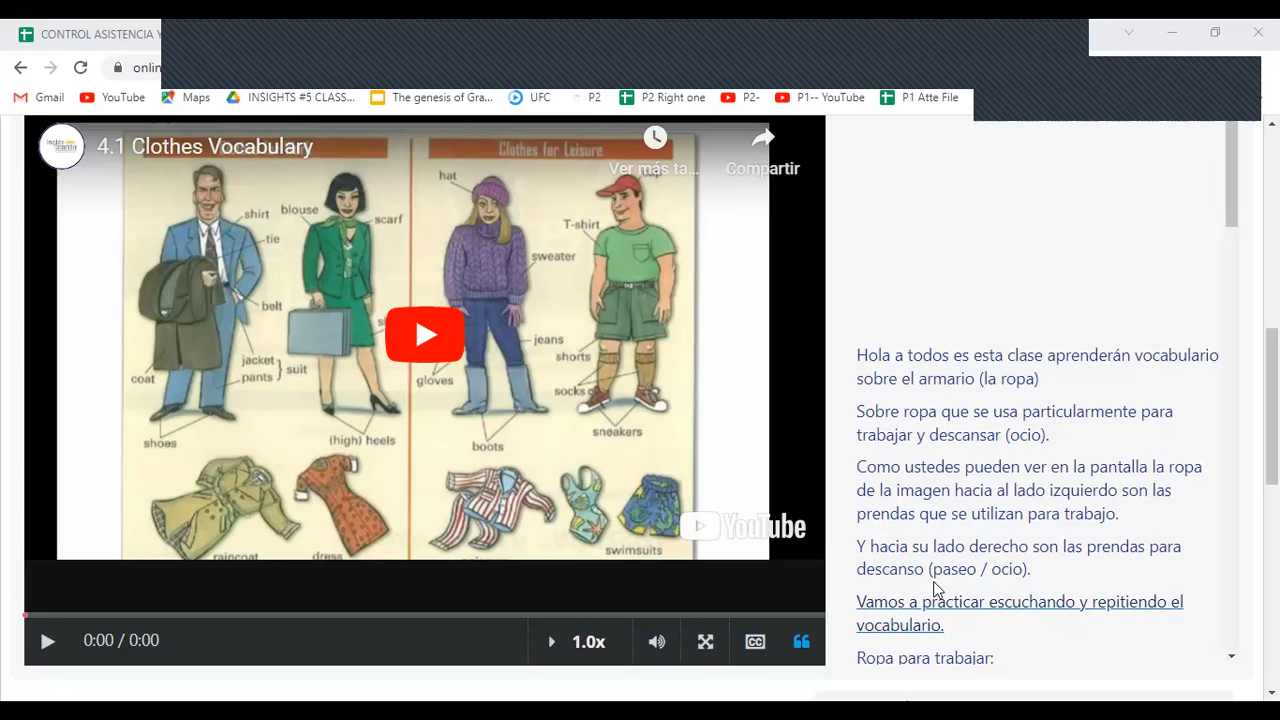 CONTROL ASISTENCIA Y
onlin
Gmail YouTube Maps INSIGHTS #5 CLASS... The genesis of Gra... UFC P2 P2 Right one P2- P1-- YouTube P1 Atte File
4.1 Clothes Vocabulary
Clothes for Leisure
Ver más ta...
Compartir
hat
shirt
blouse
scarf
T-shirt
tie
sweater
belt
jeans
jacket
pants
suit
coat
gloves
shorts
socks
shoes
(high) heels
boots
sneakers
YouTube
raincoat
dress
swimsuits
0:00 / 0:00
1.0x
CC
Hola a todos es esta clase aprenderán vocabulario
sobre el armario (la ropa)
Sobre ropa que se usa particularmente para
trabajar y descansar (ocio).
Como ustedes pueden ver en la pantalla la ropa
de la imagen hacia al lado izquierdo son las
prendas que se utilizan para trabajo.
Y hacia su lado derecho son las prendas para
descanso (paseo / ocio).
Vamos a practicar escuchando y repitiendo el
vocabulario.
Ropa para trabajar: